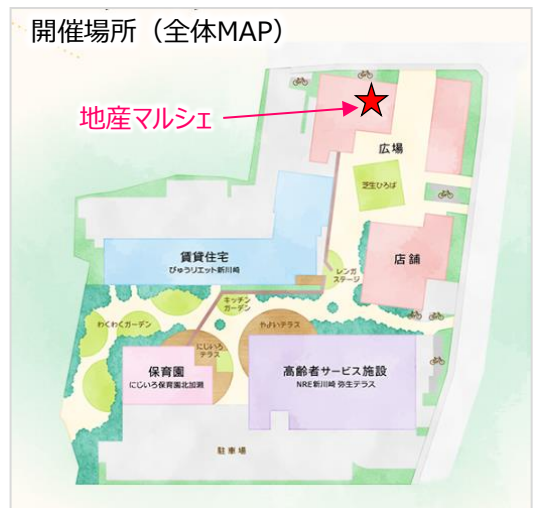 開催場所（全体MAP）
地産マルシェ
広場
芝生ひろば
賃貸住宅
びゅうリエット新川崎
店舗
レンガ
ステージ
キッチン
ガーデン
わくわくガーデン
にじいろ
テラス
やよいテラス
保育園
にじいろ保育園北加瀬
高齢者サービス施設
NRE新川崎 弥生テラス
駐車場